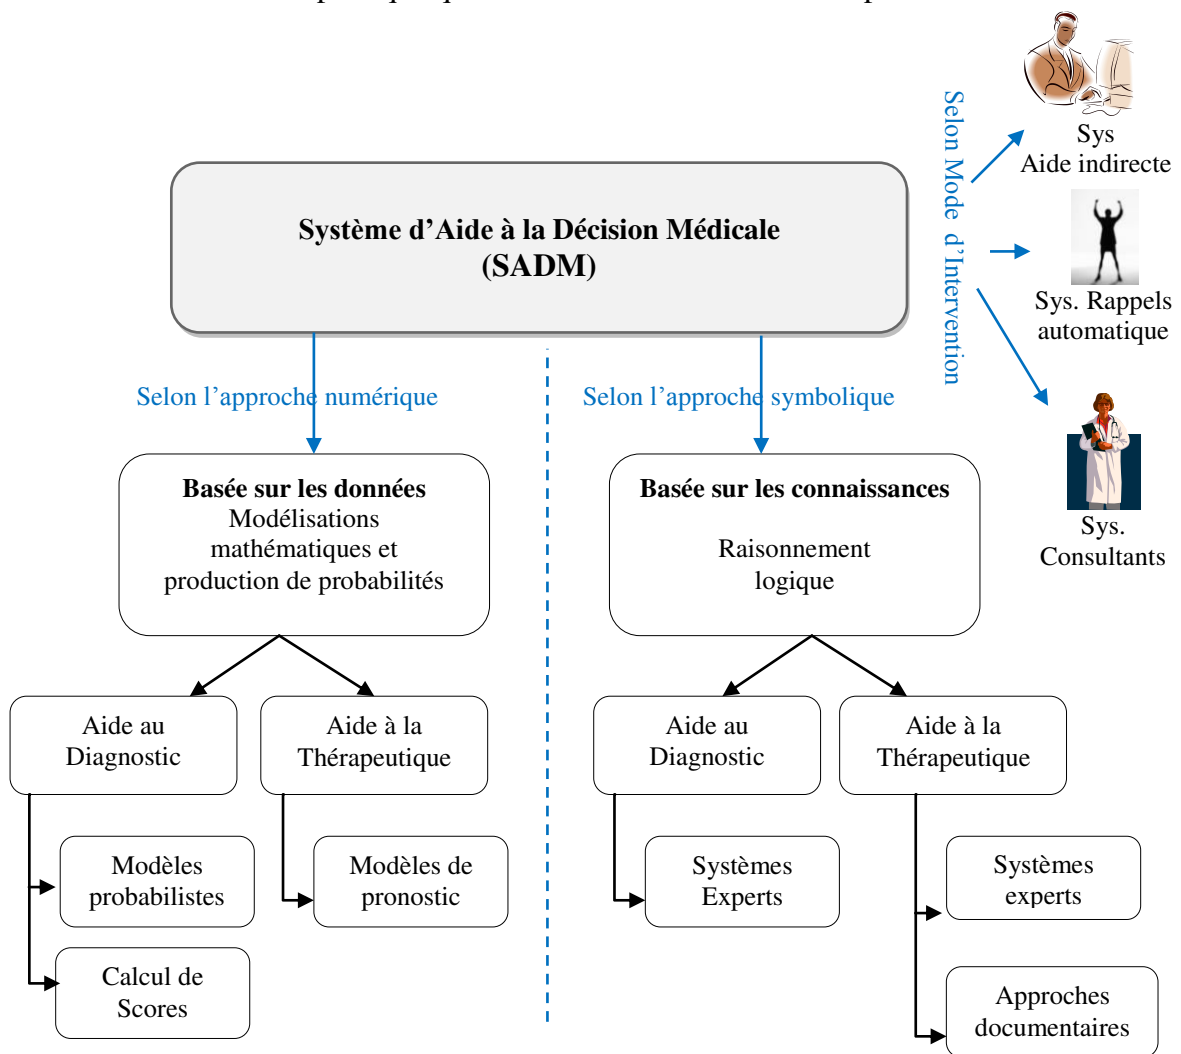 Système d’Aide à la Décision Médicale
(SADM)
Selon Mode d’Intervention
Sys
Aide indirecte
Sys. Rappels
automatique
Sys.
Consultants
Selon l’approche numérique
Selon l’approche symbolique
Basée sur les données
Modélisations
mathématiques et
production de probabilités
Basée sur les connaissances
Raisonnement
logique
Aide au
Diagnostic
Aide à la
Thérapeutique
Aide au
Diagnostic
Aide à la
Thérapeutique
Modèles
probabilistes
Modèles de
pronostic
Systèmes
Experts
Systèmes
experts
Calcul de
Scores
Approches
documentaires